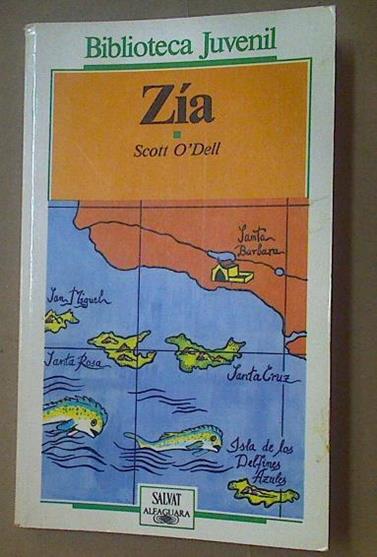 Biblioteca Juvenil
Zía
Scott O'Dell
Santa
Barbara
San Miguel
Santa Rosa
Santa Cruz
Isla de los
Delfines
Azules
SALVAT
ALFAGUARA